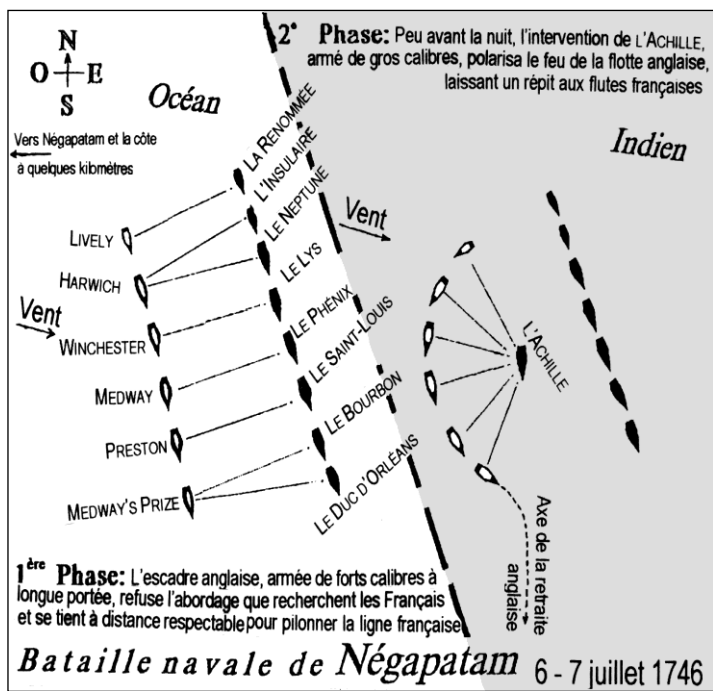 N
O E
S
Océan
Vers Négapatam et la côte
à quelques kilomètres
2e Phase: Peu avant la nuit, l'intervention de L'ACHILLE,
armé de gros calibres, polarisa le feu de la flotte anglaise,
laissant un répit aux flutes françaises
Indien
LA RENOMMÉE
L'INSULAIRE
LE NEPTUNE
LE LYS
LE PHÉNIX
LE SAINT-LOUIS
LE BOURBON
LE DUC D'ORLÉANS
LIVELY
HARWICH
Vent
WINCHESTER
MEDWAY
PRESTON
MEDWAY'S PRIZE
Vent
L'ACHILLE
Axe de la retraite
anglaise
1ère Phase: L'escadre anglaise, armée de forts calibres à
longue portée, refuse l'abordage que recherchent les Français
et se tient à distance respectable pour pilonner la ligne française
Bataille navale de Négapatam 6 - 7 juillet 1746